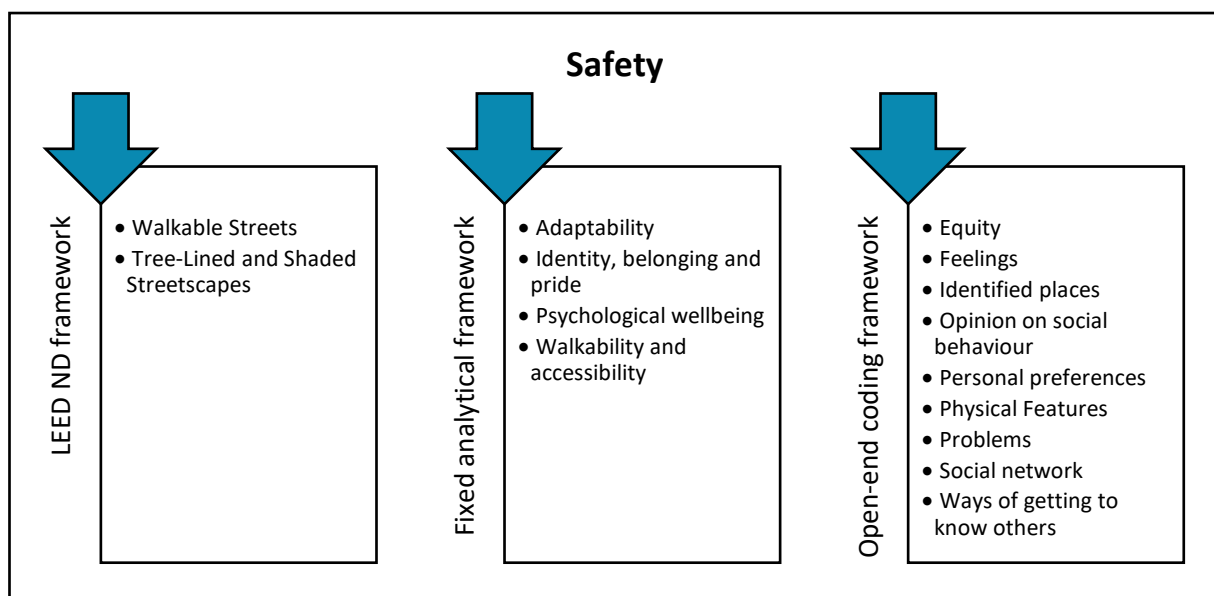 Safety
LEED ND framework
• Walkable Streets
• Tree-Lined and Shaded
Streetscapes
Fixed analytical framework
• Adaptability
• Identity, belonging and
pride
• Psychological wellbeing
• Walkability and
accessibility
Open-end coding framework
• Equity
• Feelings
• Identified places
• Opinion on social
behaviour
• Personal preferences
• Physical Features
• Problems
• Social network
• Ways of getting to
know others